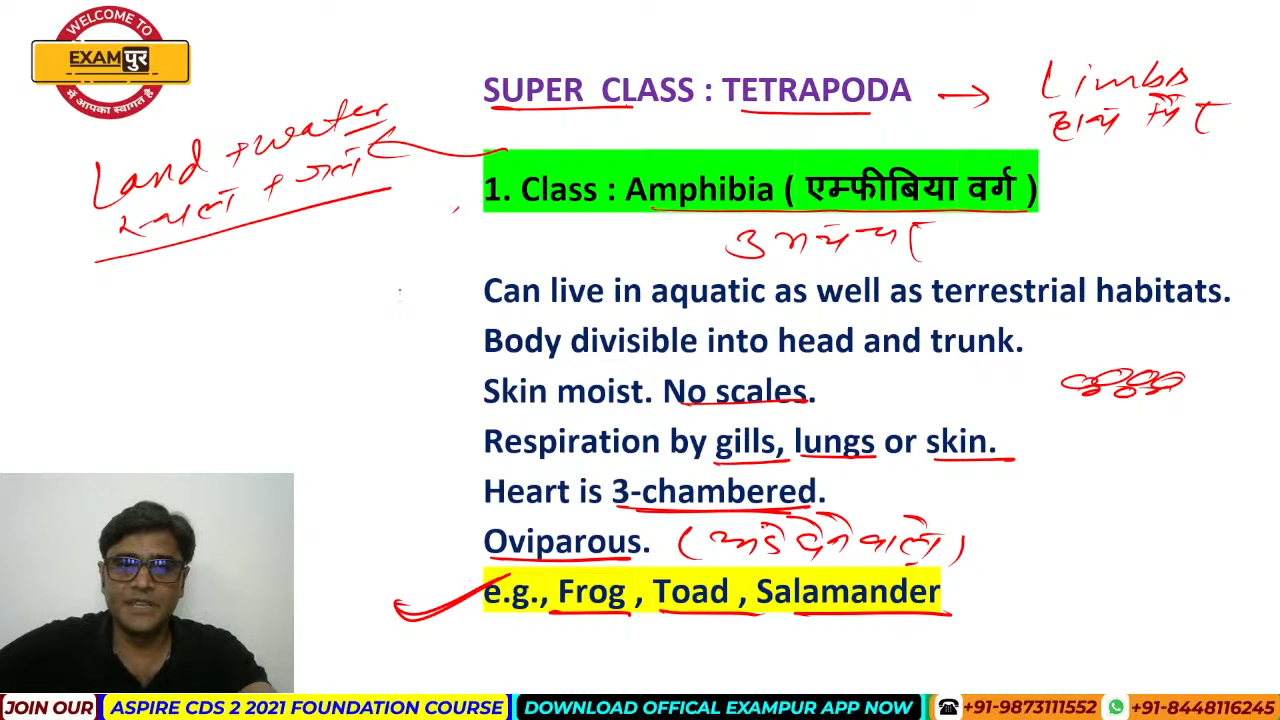 WELCOME TO
EXAMपुर
में आपका स्वागत है
SUPER CLASS : TETRAPODA
Limbs
हाथ पैर
Land + water
स्थल + जल
1. Class : Amphibia ( एम्फीबिया वर्ग )
उभयचर
Can live in aquatic as well as terrestrial habitats.
Body divisible into head and trunk.
Skin moist. No scales.
Respiration by gills, lungs or skin.
Heart is 3-chambered.
Oviparous. (अंडे देने वाले)
e.g., Frog , Toad , Salamander
JOIN OUR ASPIRE CDS 2 2021 FOUNDATION COURSE DOWNLOAD OFFICAL EXAMPUR APP NOW +91-9873111552 +91-8448116245